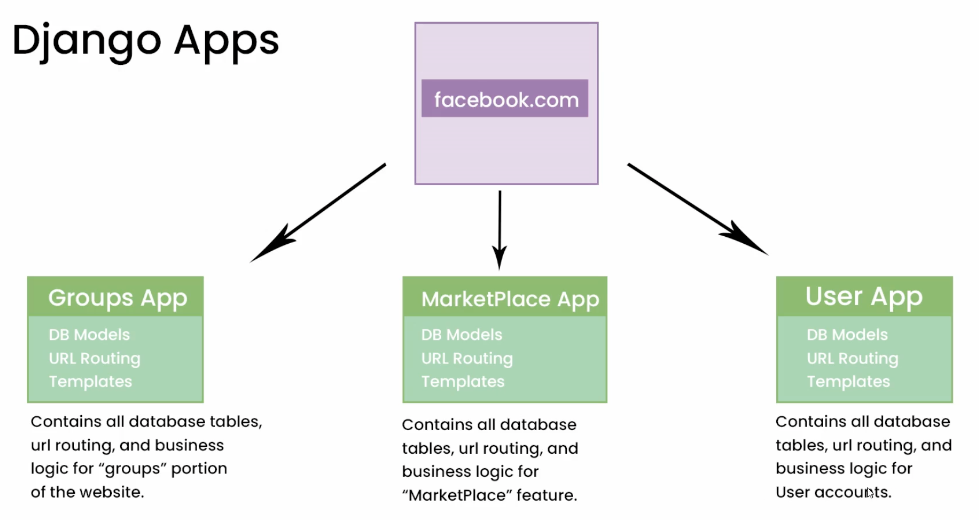 Django Apps
facebook.com
Groups App
DB Models
URL Routing
Templates
Contains all database tables,
url routing, and business
logic for “groups” portion
of the website.
MarketPlace App
DB Models
URL Routing
Templates
Contains all database
tables, url routing, and
business logic for
“MarketPlace” feature.
User App
DB Models
URL Routing
Templates
Contains all database
tables, url routing, and
business logic for
User accounts.